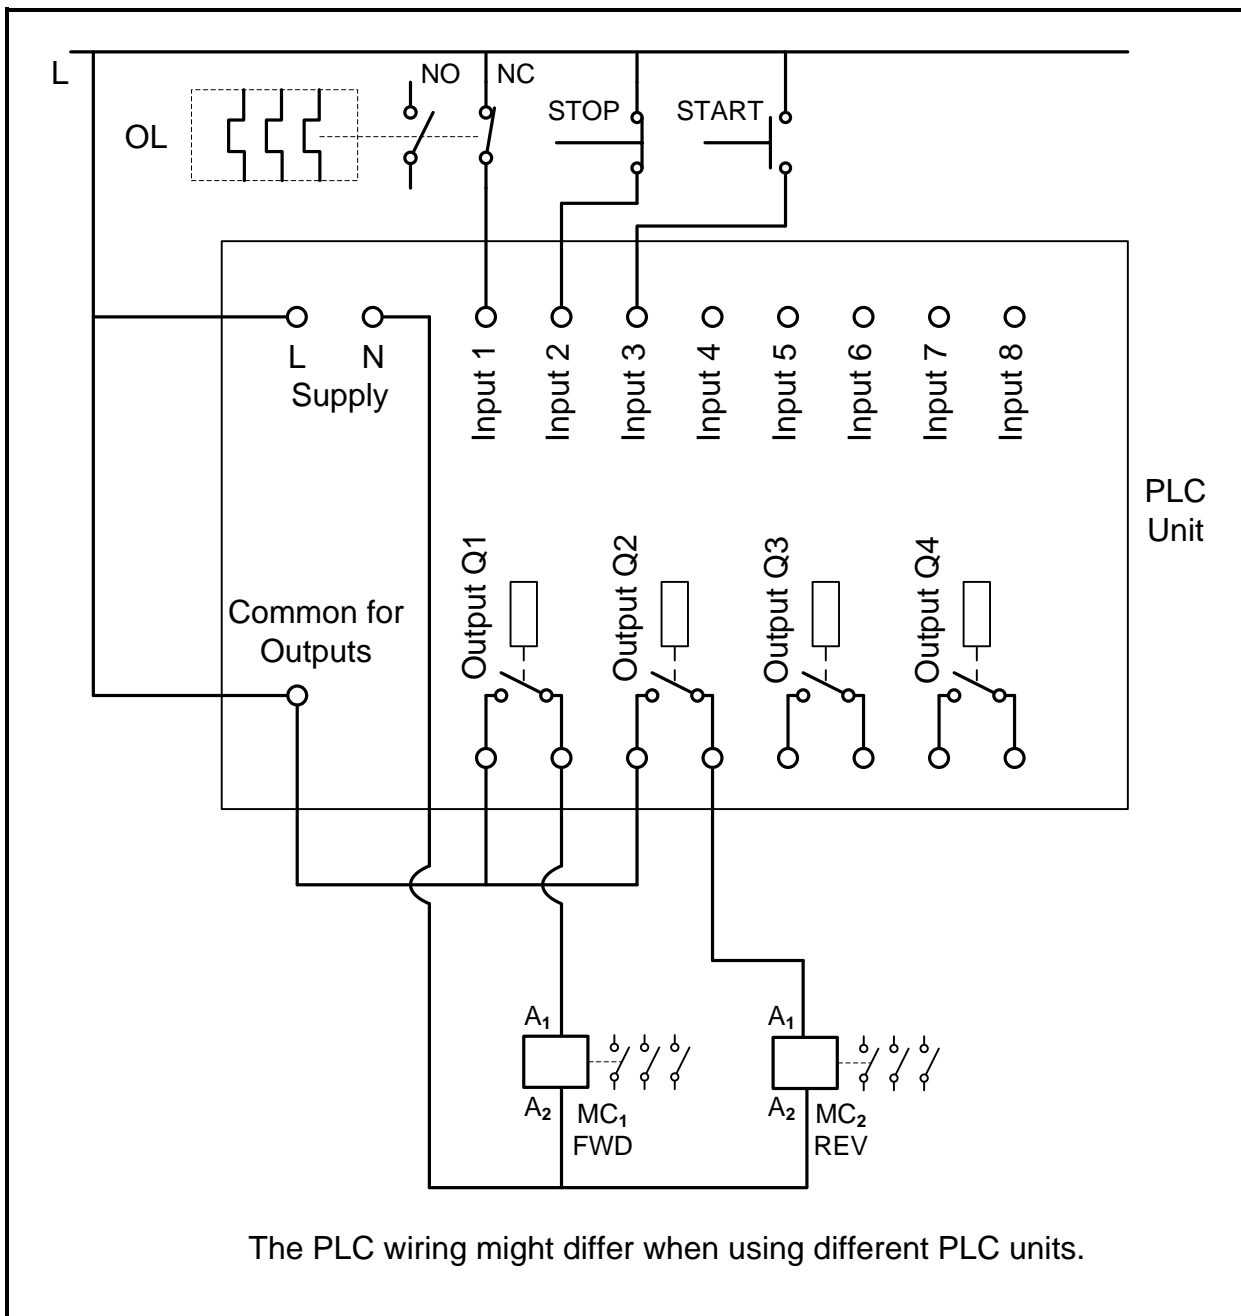 L
NO
NC
OL
STOP
START
L
N
Supply
Input 1
Input 2
Input 3
Input 4
Input 5
Input 6
Input 7
Input 8
PLC
Unit
Common for
Outputs
Output Q1
Output Q2
Output Q3
Output Q4
A1
A2
MC1
FWD
A1
A2
MC2
REV
The PLC wiring might differ when using different PLC units.